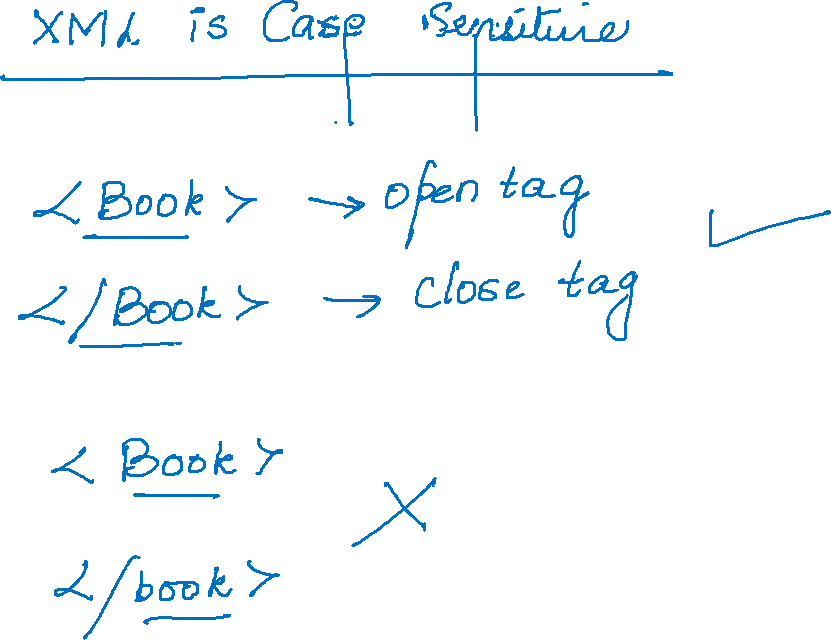 XML is Case Sensitive
<Book> → open tag
</Book> → close tag
<Book>
</book>